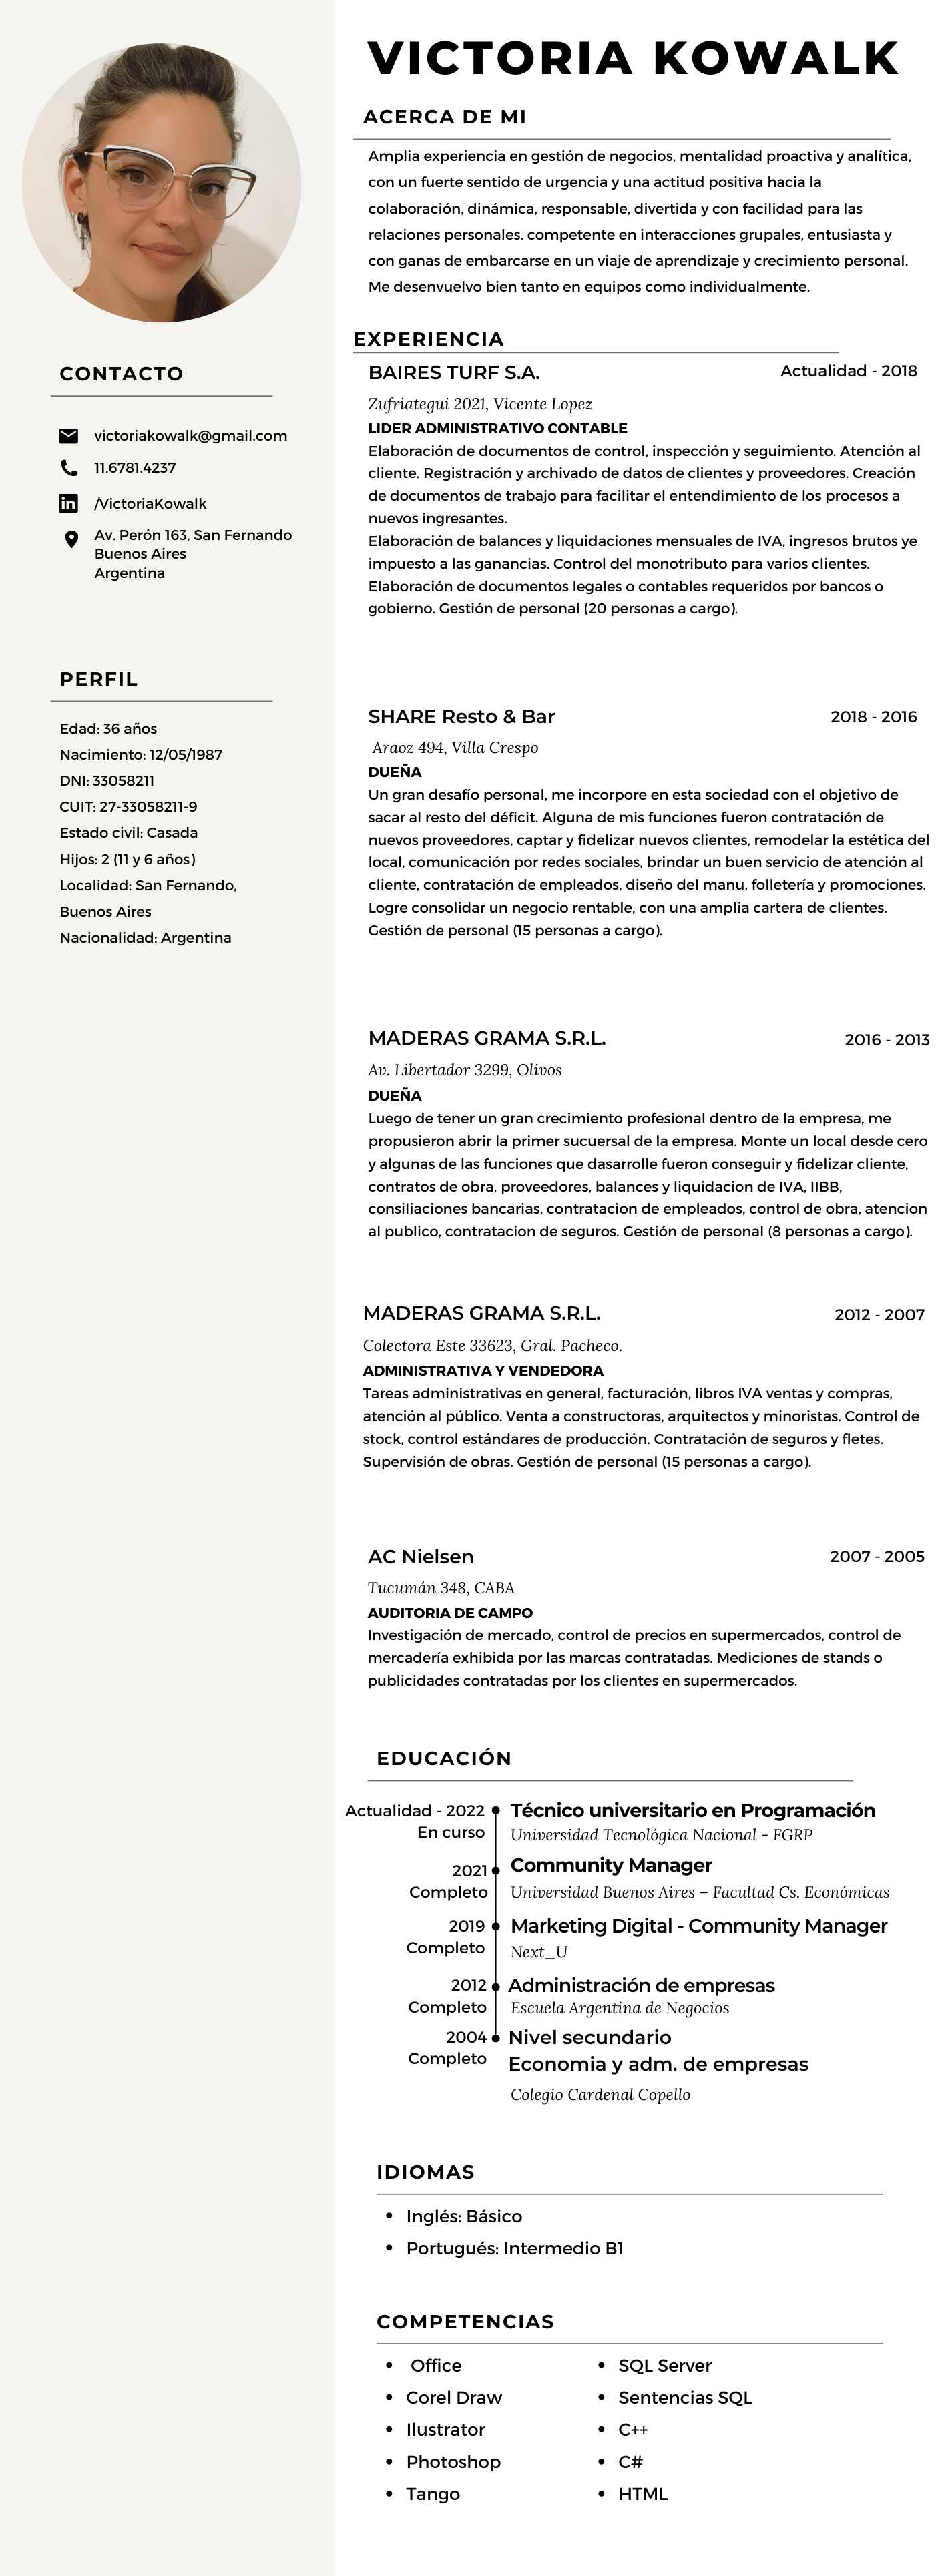 VICTORIA KOWALK
ACERCA DE MI
Amplia experiencia en gestión de negocios, mentalidad proactiva y analítica,
con un fuerte sentido de urgencia y una actitud positiva hacia la
colaboración, dinámica, responsable, divertida y con facilidad para las
relaciones personales. competente en interacciones grupales, entusiasta y
con ganas de embarcarse en un viaje de aprendizaje y crecimiento personal.
Me desenvuelvo bien tanto en equipos como individualmente.
CONTACTO
victoriakowalk@gmail.com
11.6781.4237
/VictoriaKowalk
Av. Perón 163, San Fernando
Buenos Aires
Argentina
PERFIL
Edad: 36 años
Nacimiento: 12/05/1987
DNI: 33058211
CUIT: 27-33058211-9
Estado civil: Casada
Hijos: 2 (11 y 6 años)
Localidad: San Fernando,
Buenos Aires
Nacionalidad: Argentina
EXPERIENCIA
BAIRES TURF S.A. Actualidad - 2018
Zufriategui 2021, Vicente Lopez
LIDER ADMINISTRATIVO CONTABLE
Elaboración de documentos de control, inspección y seguimiento. Atención al
cliente. Registración y archivado de datos de clientes y proveedores. Creación
de documentos de trabajo para facilitar el entendimiento de los procesos a
nuevos ingresantes.
Elaboración de balances y liquidaciones mensuales de IVA, ingresos brutos ye
impuesto a las ganancias. Control del monotributo para varios clientes.
Elaboración de documentos legales o contables requeridos por bancos o
gobierno. Gestión de personal (20 personas a cargo).
SHARE Resto & Bar 2018 - 2016
Araoz 494, Villa Crespo
DUEÑA
Un gran desafío personal, me incorpore en esta sociedad con el objetivo de
sacar al resto del déficit. Alguna de mis funciones fueron contratación de
nuevos proveedores, captar y fidelizar nuevos clientes, remodelar la estética del
local, comunicación por redes sociales, brindar un buen servicio de atención al
cliente, contratación de empleados, diseño del manu, folletería y promociones.
Logre consolidar un negocio rentable, con una amplia cartera de clientes.
Gestión de personal (15 personas a cargo).
MADERAS GRAMA S.R.L. 2016 - 2013
Av. Libertador 3299, Olivos
DUEÑA
Luego de tener un gran crecimiento profesional dentro de la empresa, me
propusieron abrir la primer sucuersal de la empresa. Monte un local desde cero
y algunas de las funciones que dasarrolle fueron conseguir y fidelizar cliente,
contratos de obra, proveedores, balances y liquidacion de IVA, IIBB,
consiliaciones bancarias, contratacion de empleados, control de obra, atencion
al publico, contratacion de seguros. Gestión de personal (8 personas a cargo).
MADERAS GRAMA S.R.L. 2012 - 2007
Colectora Este 33623, Gral. Pacheco.
ADMINISTRATIVA Y VENDEDORA
Tareas administrativas en general, facturación, libros IVA ventas y compras,
atención al público. Venta a constructoras, arquitectos y minoristas. Control de
stock, control estándares de producción. Contratación de seguros y fletes.
Supervisión de obras. Gestión de personal (15 personas a cargo).
AC Nielsen 2007 - 2005
Tucumán 348, CABA
AUDITORIA DE CAMPO
Investigación de mercado, control de precios en supermercados, control de
mercadería exhibida por las marcas contratadas. Mediciones de stands o
publicidades contratadas por los clientes en supermercados.
EDUCACIÓN
Actualidad - 2022 Técnico universitario en Programación
En curso Universidad Tecnológica Nacional - FGRP
2021 Community Manager
Completo Universidad Buenos Aires – Facultad Cs. Económicas
2019 Marketing Digital - Community Manager
Completo Next_U
2012 Administración de empresas
Completo Escuela Argentina de Negocios
2004 Nivel secundario
Completo Economia y adm. de empresas
Colegio Cardenal Copello
IDIOMAS
• Inglés: Básico
• Portugués: Intermedio B1
COMPETENCIAS
• Office
• Corel Draw
• Ilustrator
• Photoshop
• Tango
• SQL Server
• Sentencias SQL
• C++
• C#
• HTML